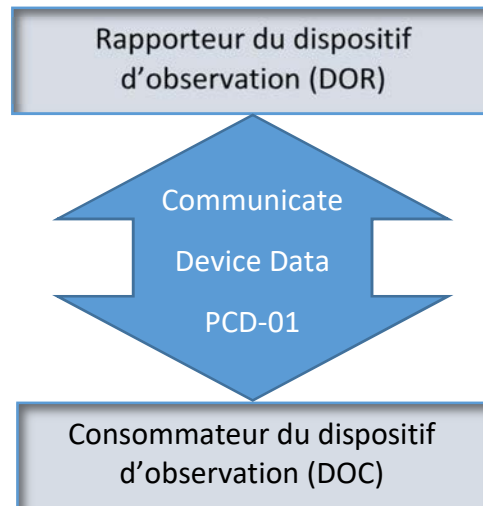 Rapporteur du dispositif
d’observation (DOR)
Communicate
Device Data
PCD-01
Consommateur du dispositif
d’observation (DOC)